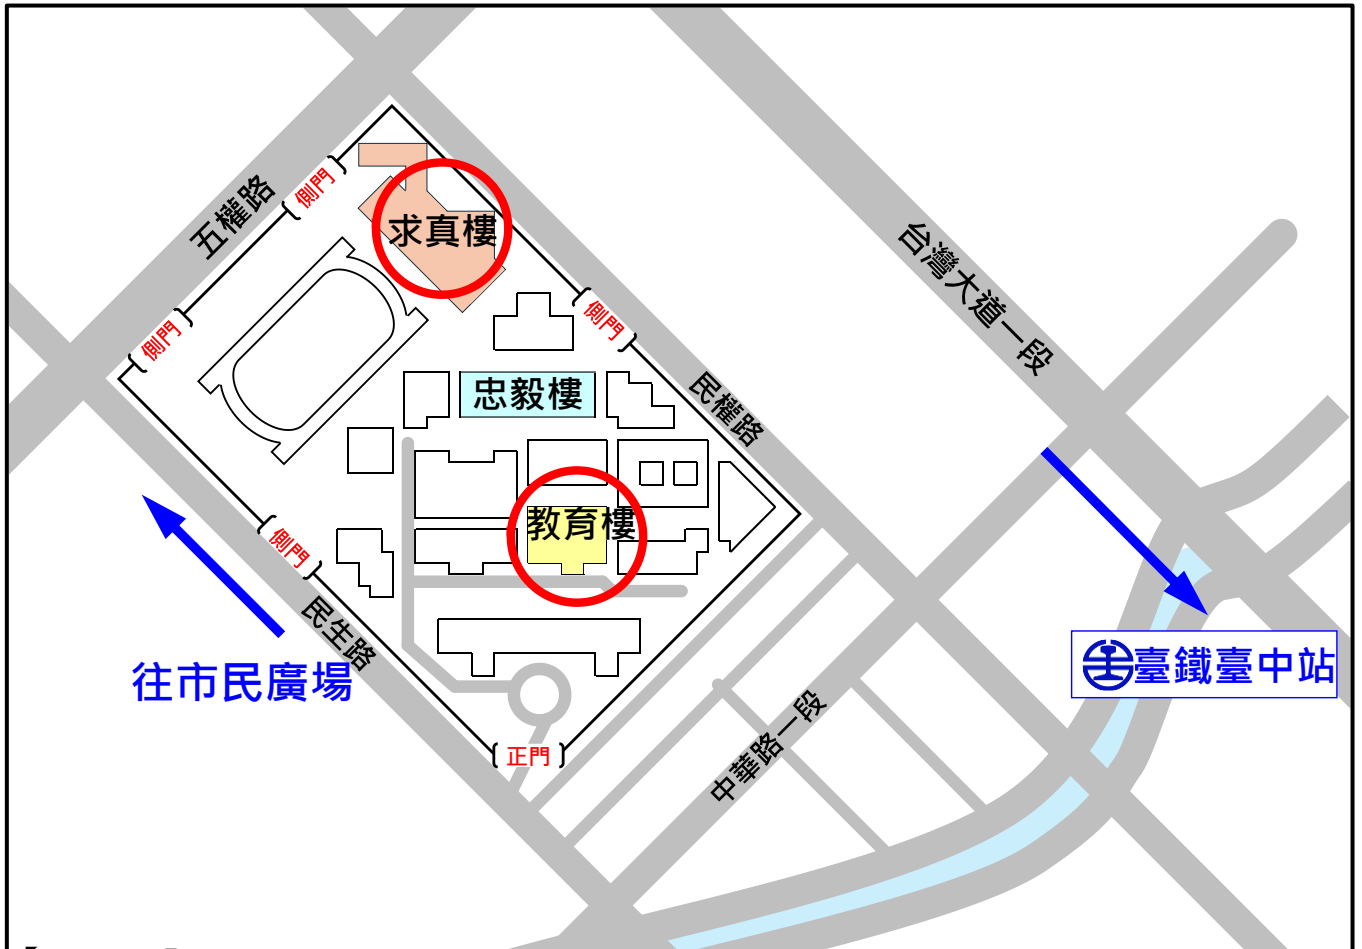 側門
五權路
求真樓
台灣大道一段
側門
側門
忠毅樓
民權路
教育樓
側門
民生路
往市民廣場
臺鐵臺中站
中華路一段
正門